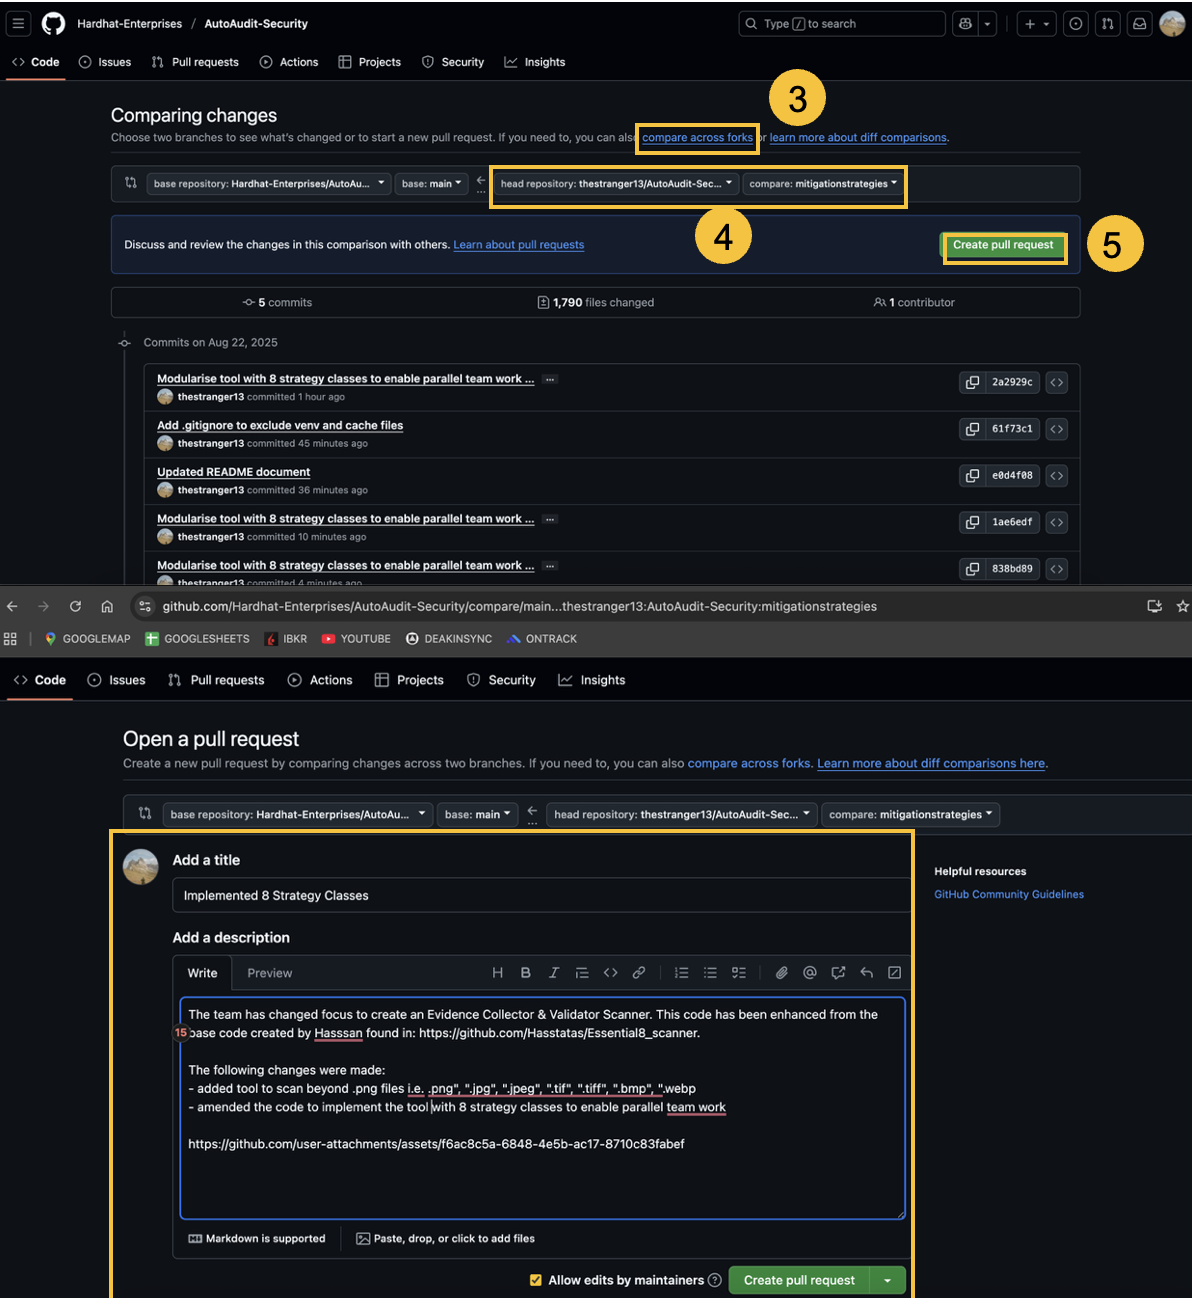 Hardhat-Enterprises / AutoAudit-Security
Type / to search
Code Issues Pull requests Actions Projects Security Insights
3
Comparing changes
Choose two branches to see what's changed or to start a new pull request. If you need to, you can also compare across forks or learn more about diff comparisons.
base repository: Hardhat-Enterprises/AutoAu... base: main head repository: thestranger13/AutoAudit-Sec... compare: mitigationstrategies
4
Discuss and review the changes in this comparison with others. Learn about pull requests
Create pull request
5
5 commits
1,790 files changed
1 contributor
Commits on Aug 22, 2025
Modularise tool with 8 strategy classes to enable parallel team work ... ...
thestranger13 committed 1 hour ago
2a2929c
Add .gitignore to exclude venv and cache files
thestranger13 committed 45 minutes ago
61f73c1
Updated README document
thestranger13 committed 36 minutes ago
e0d4f08
Modularise tool with 8 strategy classes to enable parallel team work ... ...
thestranger13 committed 10 minutes ago
1ae6edf
Modularise tool with 8 strategy classes to enable parallel team work ... ...
thestranger13 committed 4 minutes ago
838bd89
github.com/Hardhat-Enterprises/AutoAudit-Security/compare/main...thestranger13:AutoAudit-Security:mitigationstrategies
GOOGLEMAP GOOGLESHEETS IBKR YOUTUBE DEAKINSYNC ONTRACK
Code Issues Pull requests Actions Projects Security Insights
Open a pull request
Create a new pull request by comparing changes across two branches. If you need to, you can also compare across forks. Learn more about diff comparisons here.
base repository: Hardhat-Enterprises/AutoAu... base: main head repository: thestranger13/AutoAudit-Sec... compare: mitigationstrategies
Add a title
Implemented 8 Strategy Classes
Helpful resources
GitHub Community Guidelines
Add a description
Write Preview
The team has changed focus to create an Evidence Collector & Validator Scanner. This code has been enhanced from the
15
base code created by Hasssan found in: https://github.com/Hasstatas/Essential8_scanner.
The following changes were made:
- added tool to scan beyond .png files i.e. .png", ".jpg", ".jpeg", ".tif", ".tiff", ".bmp", ".webp
- amended the code to implement the tool with 8 strategy classes to enable parallel team work
https://github.com/user-attachments/assets/f6ac8c5a-6848-4e5b-ac17-8710c83fabef
Markdown is supported
Paste, drop, or click to add files
Allow edits by maintainers ?
Create pull request